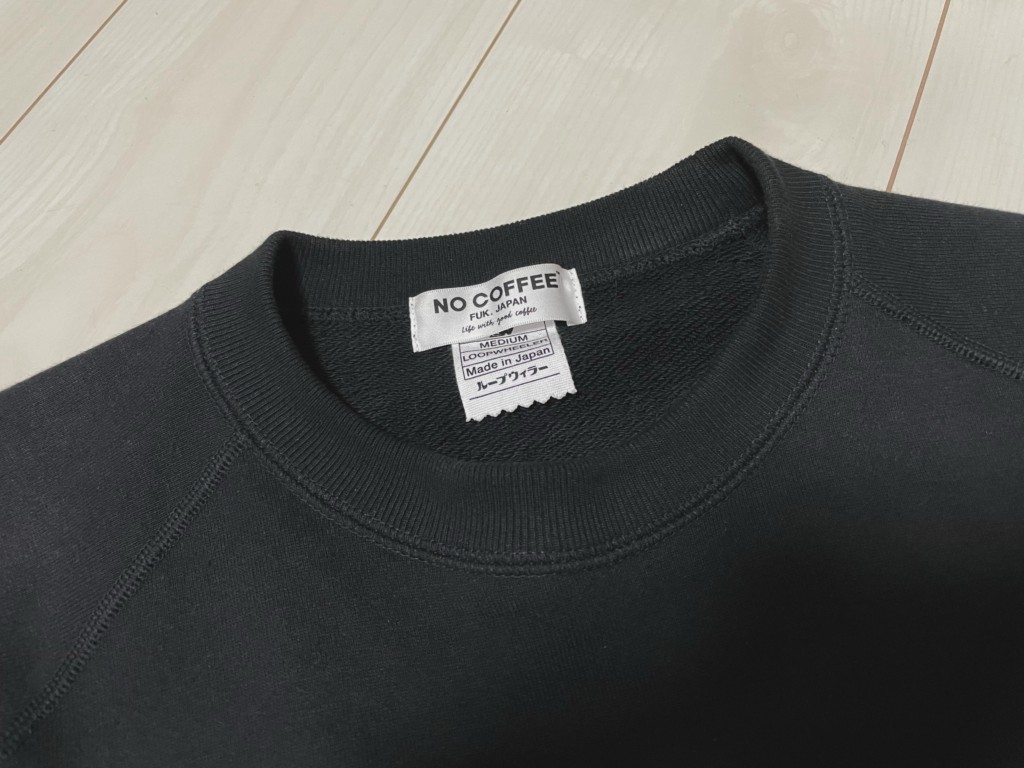 NO COFFEE
FUK. JAPAN
Life with good coffee
MEDIUM
LOOPWHEELER
Made in Japan
ループウィラー